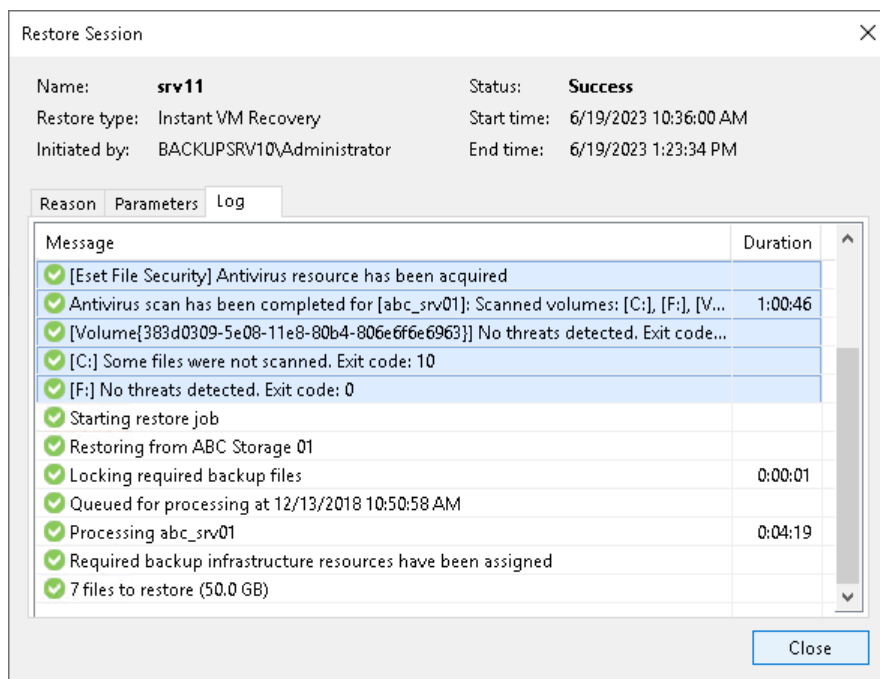 Restore Session
Name: srv11 Status: Success
Restore type: Instant VM Recovery Start time: 6/19/2023 10:36:00 AM
Initiated by: BACKUPSRV10\Administrator End time: 6/19/2023 1:23:34 PM
Reason Parameters Log
Message Duration
[Eset File Security] Antivirus resource has been acquired
Antivirus scan has been completed for [abc_srv01]: Scanned volumes: [C:], [F:], [V... 1:00:46
[Volume{383d0309-5e08-11e8-80b4-806e6f6e6963}] No threats detected. Exit code...
[C:] Some files were not scanned. Exit code: 10
[F:] No threats detected. Exit code: 0
Starting restore job
Restoring from ABC Storage 01
Locking required backup files 0:00:01
Queued for processing at 12/13/2018 10:50:58 AM
Processing abc_srv01 0:04:19
Required backup infrastructure resources have been assigned
7 files to restore (50.0 GB)
Close